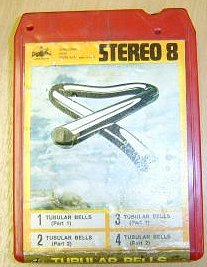 STEREO 8
1 TUBULAR BELLS
(Part 1)
2 TUBULAR BELLS
(Part 2)
3 TUBULAR BELLS
(Part 1)
4 TUBULAR BELLS
(Part 2)
TUBULAR BELLS